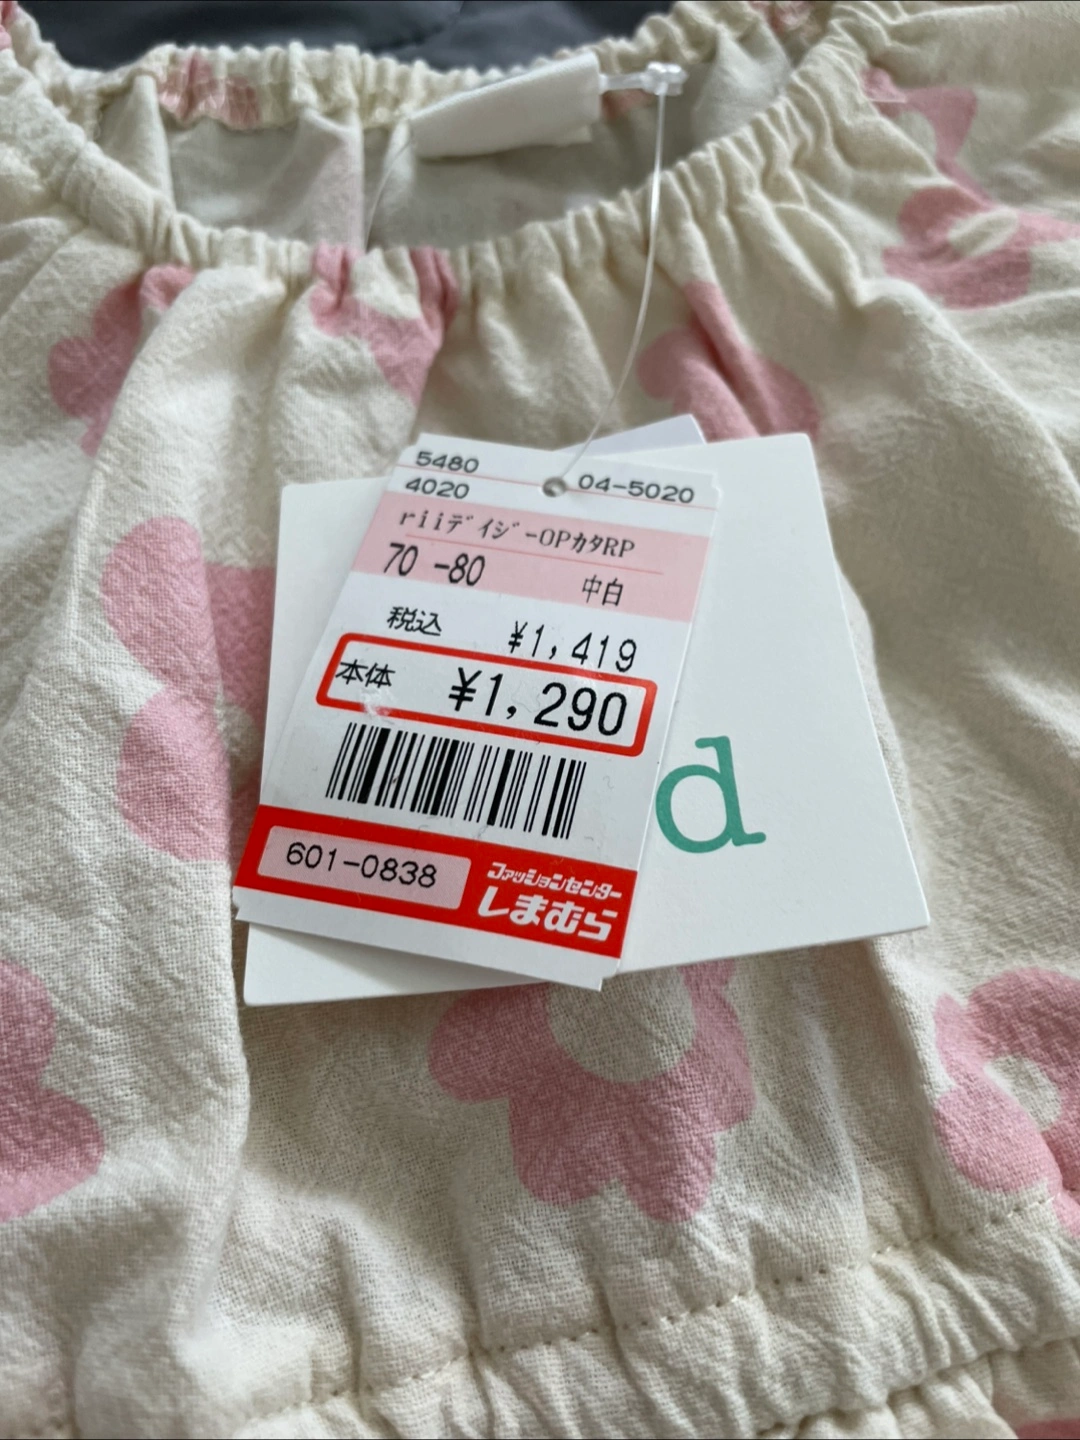 5480
4020
04-5020
riiデイジーOPカタRP
70 -80
中白
税込 ¥1,419
本体 ¥1,290
601-0838
ファッションセンター
しまむら
d